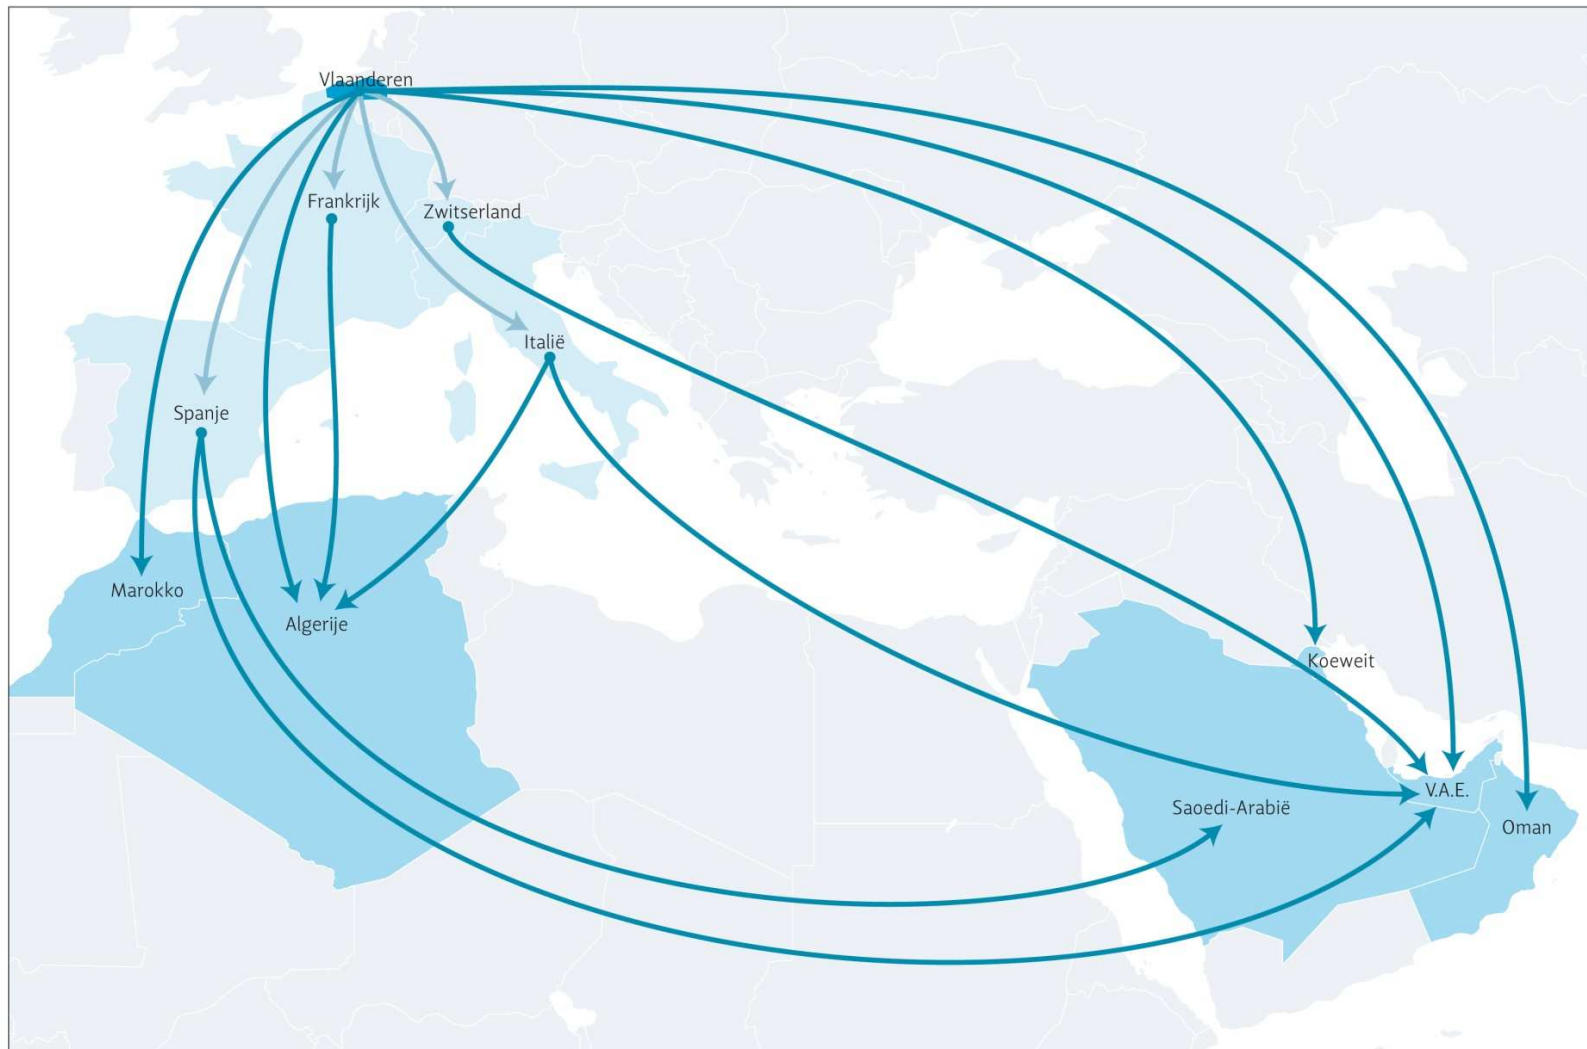 Vlaanderen
Frankrijk
Zwitserland
Italië
Spanje
Marokko
Algerije
Koeweit
V.A.E.
Saoedi-Arabië
Oman